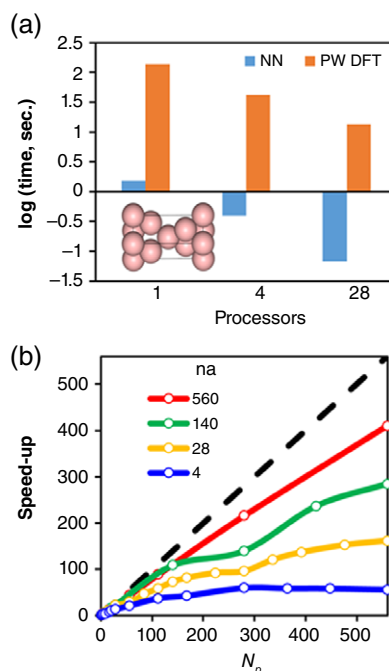 (a)
2.5
NN PW DFT
2
1.5
1
0.5
0
−0.5
−1
−1.5
log (time, sec.)
1 4 28
Processors
(b)
na
500
560
400
140
28
300
4
200
100
0
Speed-up
0 100 200 300 400 500
Np